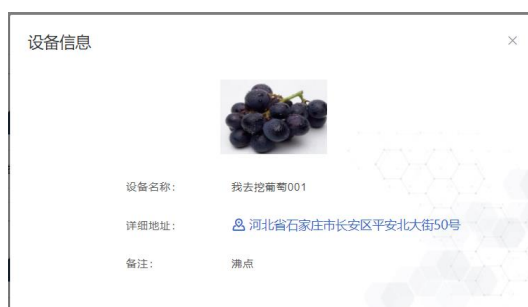 设备信息
设备名称： 我去挖葡萄001
详细地址： 河北省石家庄市长安区平安北大街50号
备注： 沸点